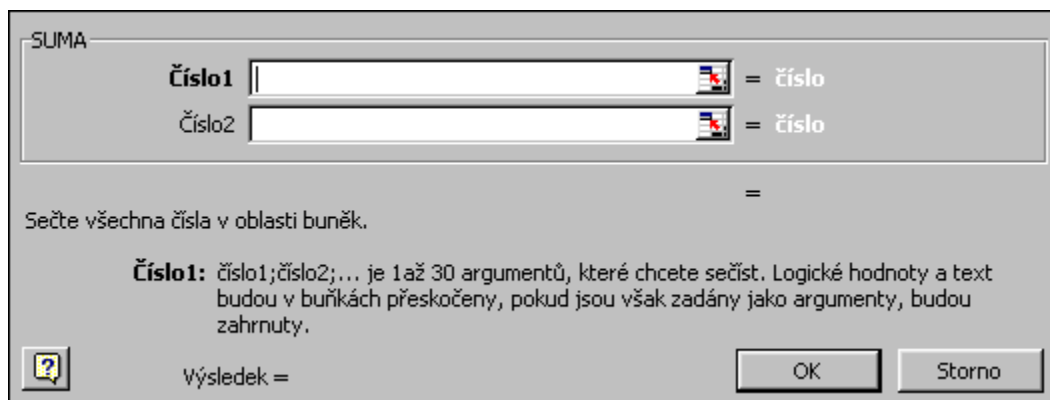 SUMA
Číslo1 = číslo
Číslo2 = číslo
=
Sečte všechna čísla v oblasti buněk.
Číslo1: číslo1;číslo2;... je 1až 30 argumentů, které chcete sečíst. Logické hodnoty a text
budou v buňkách přeskočeny, pokud jsou však zadány jako argumenty, budou
zahrnuty.
?
Výsledek =
OK
Storno